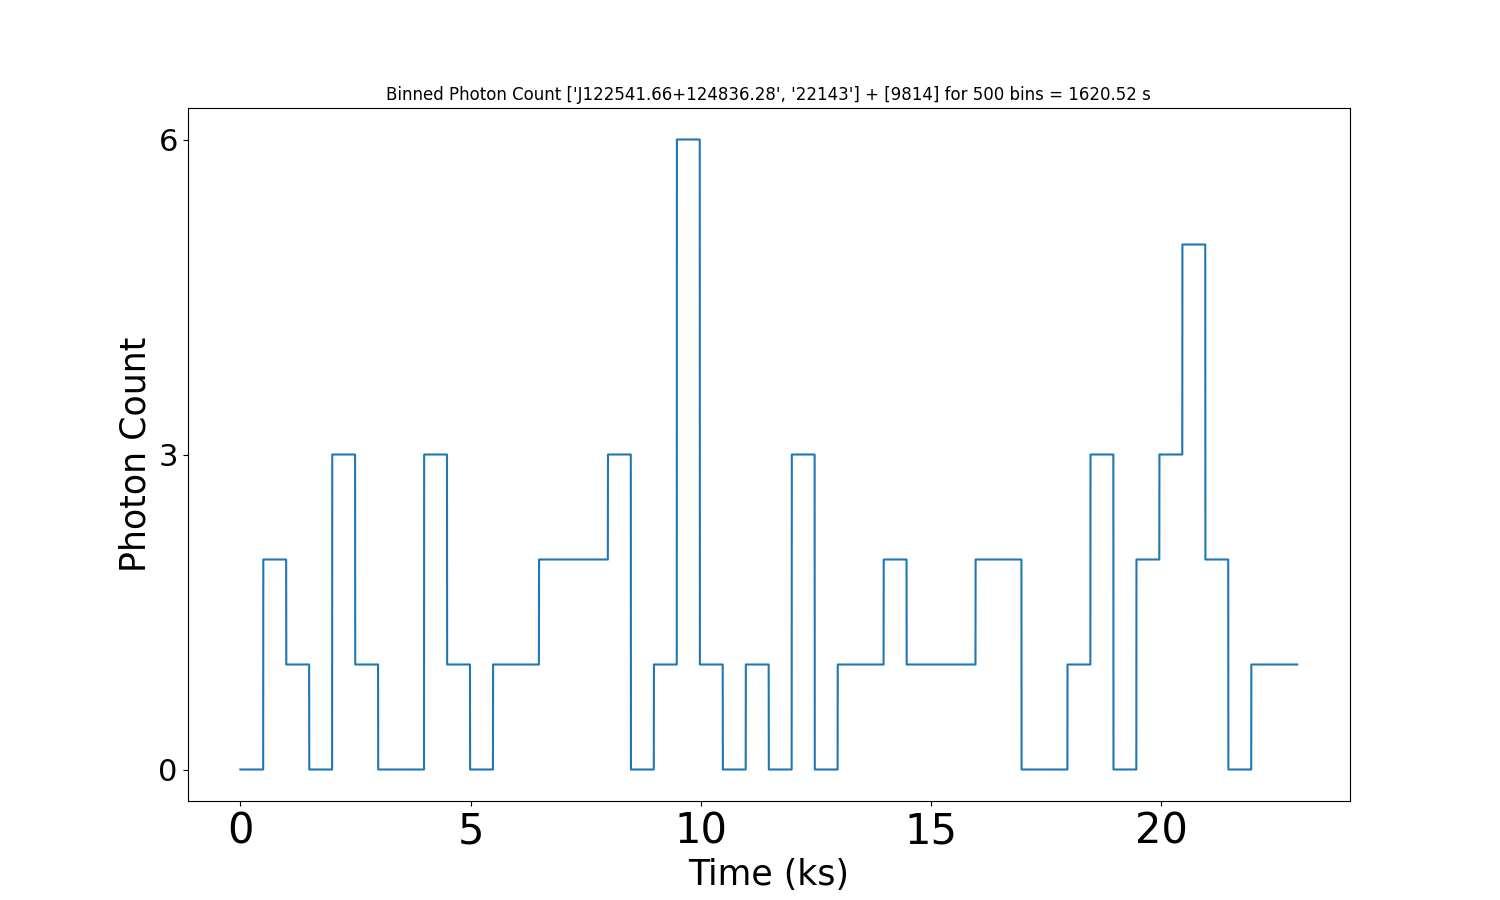 Binned Photon Count ['J122541.66+124836.28', '22143'] + [9814] for 500 bins = 1620.52 s
6
3
0
Photon Count
0 5 10 15 20
Time (ks)